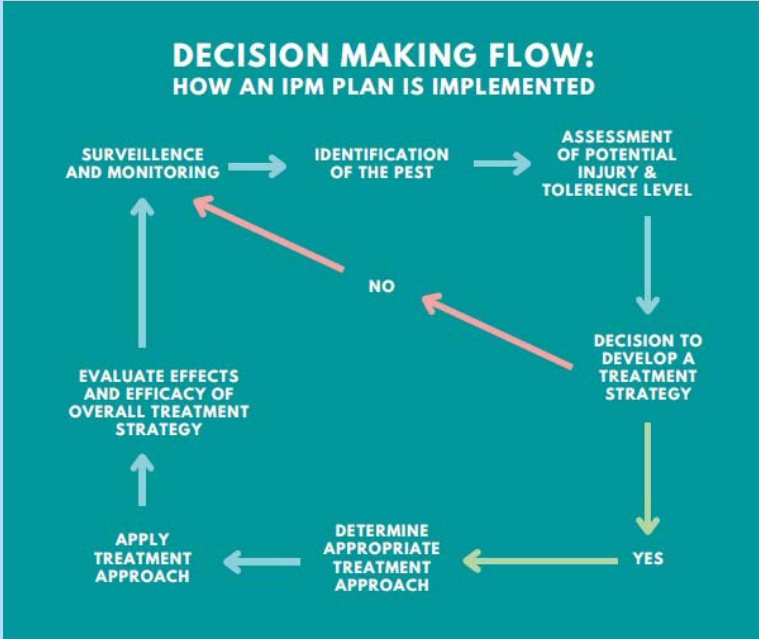 DECISION MAKING FLOW:
HOW AN IPM PLAN IS IMPLEMENTED
SURVEILLENCE
AND MONITORING
IDENTIFICATION
OF THE PEST
ASSESSMENT
OF POTENTIAL
INJURY &
TOLERENCE LEVEL
NO
DECISION TO
DEVELOP A
TREATMENT
STRATEGY
YES
DETERMINE
APPROPRIATE
TREATMENT
APPROACH
APPLY
TREATMENT
APPROACH
EVALUATE EFFECTS
AND EFFICACY OF
OVERALL TREATMENT
STRATEGY